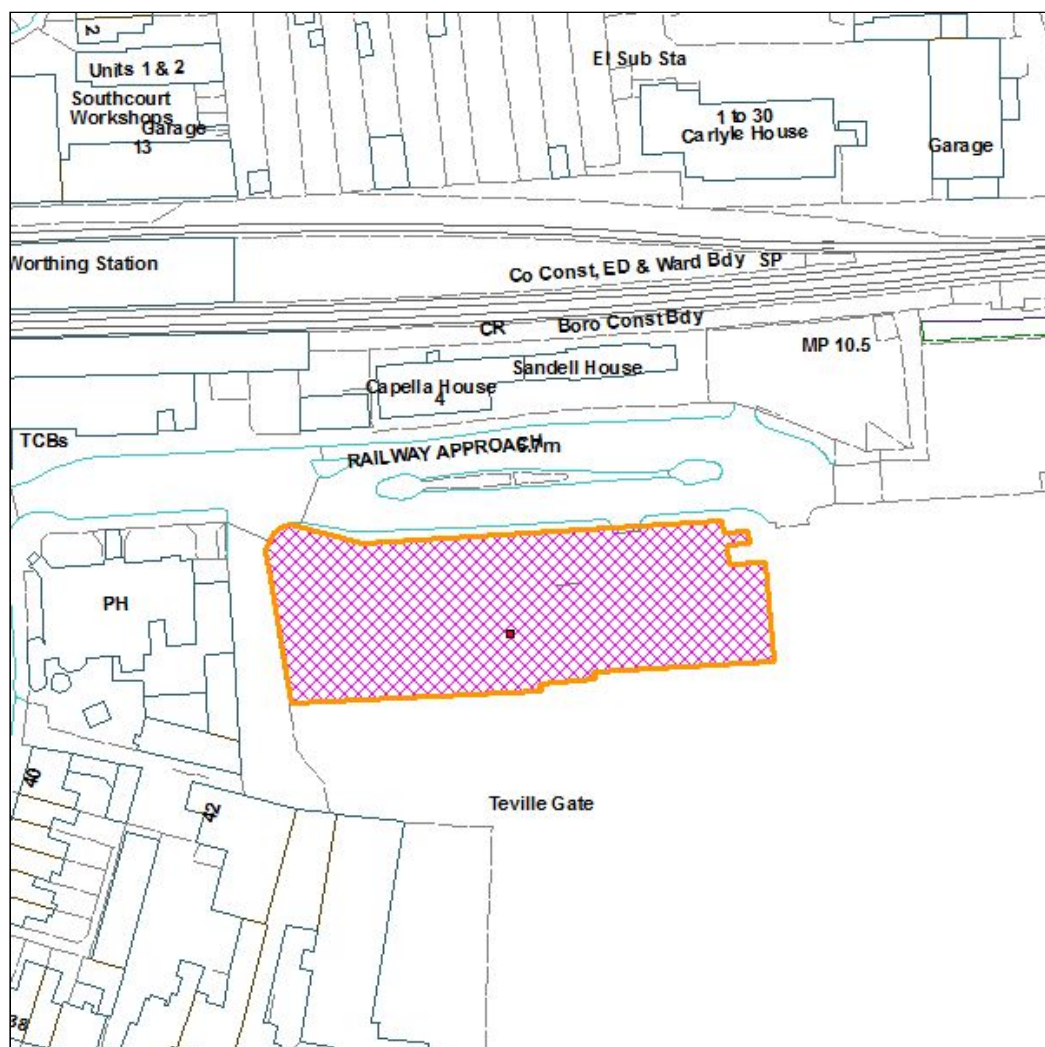 2
Units 1 & 2
El Sub Sta
Southcourt
Workshops
Garage
13
1 to 30
Carlyle House
Garage
Worthing Station
Co Const, ED & Ward Bdy SP
CR Boro Const Bdy
MP 10.5
Sandell House
Capella House
4
TCBs
RAILWAY APPROACH
PH
40
42
Teville Gate